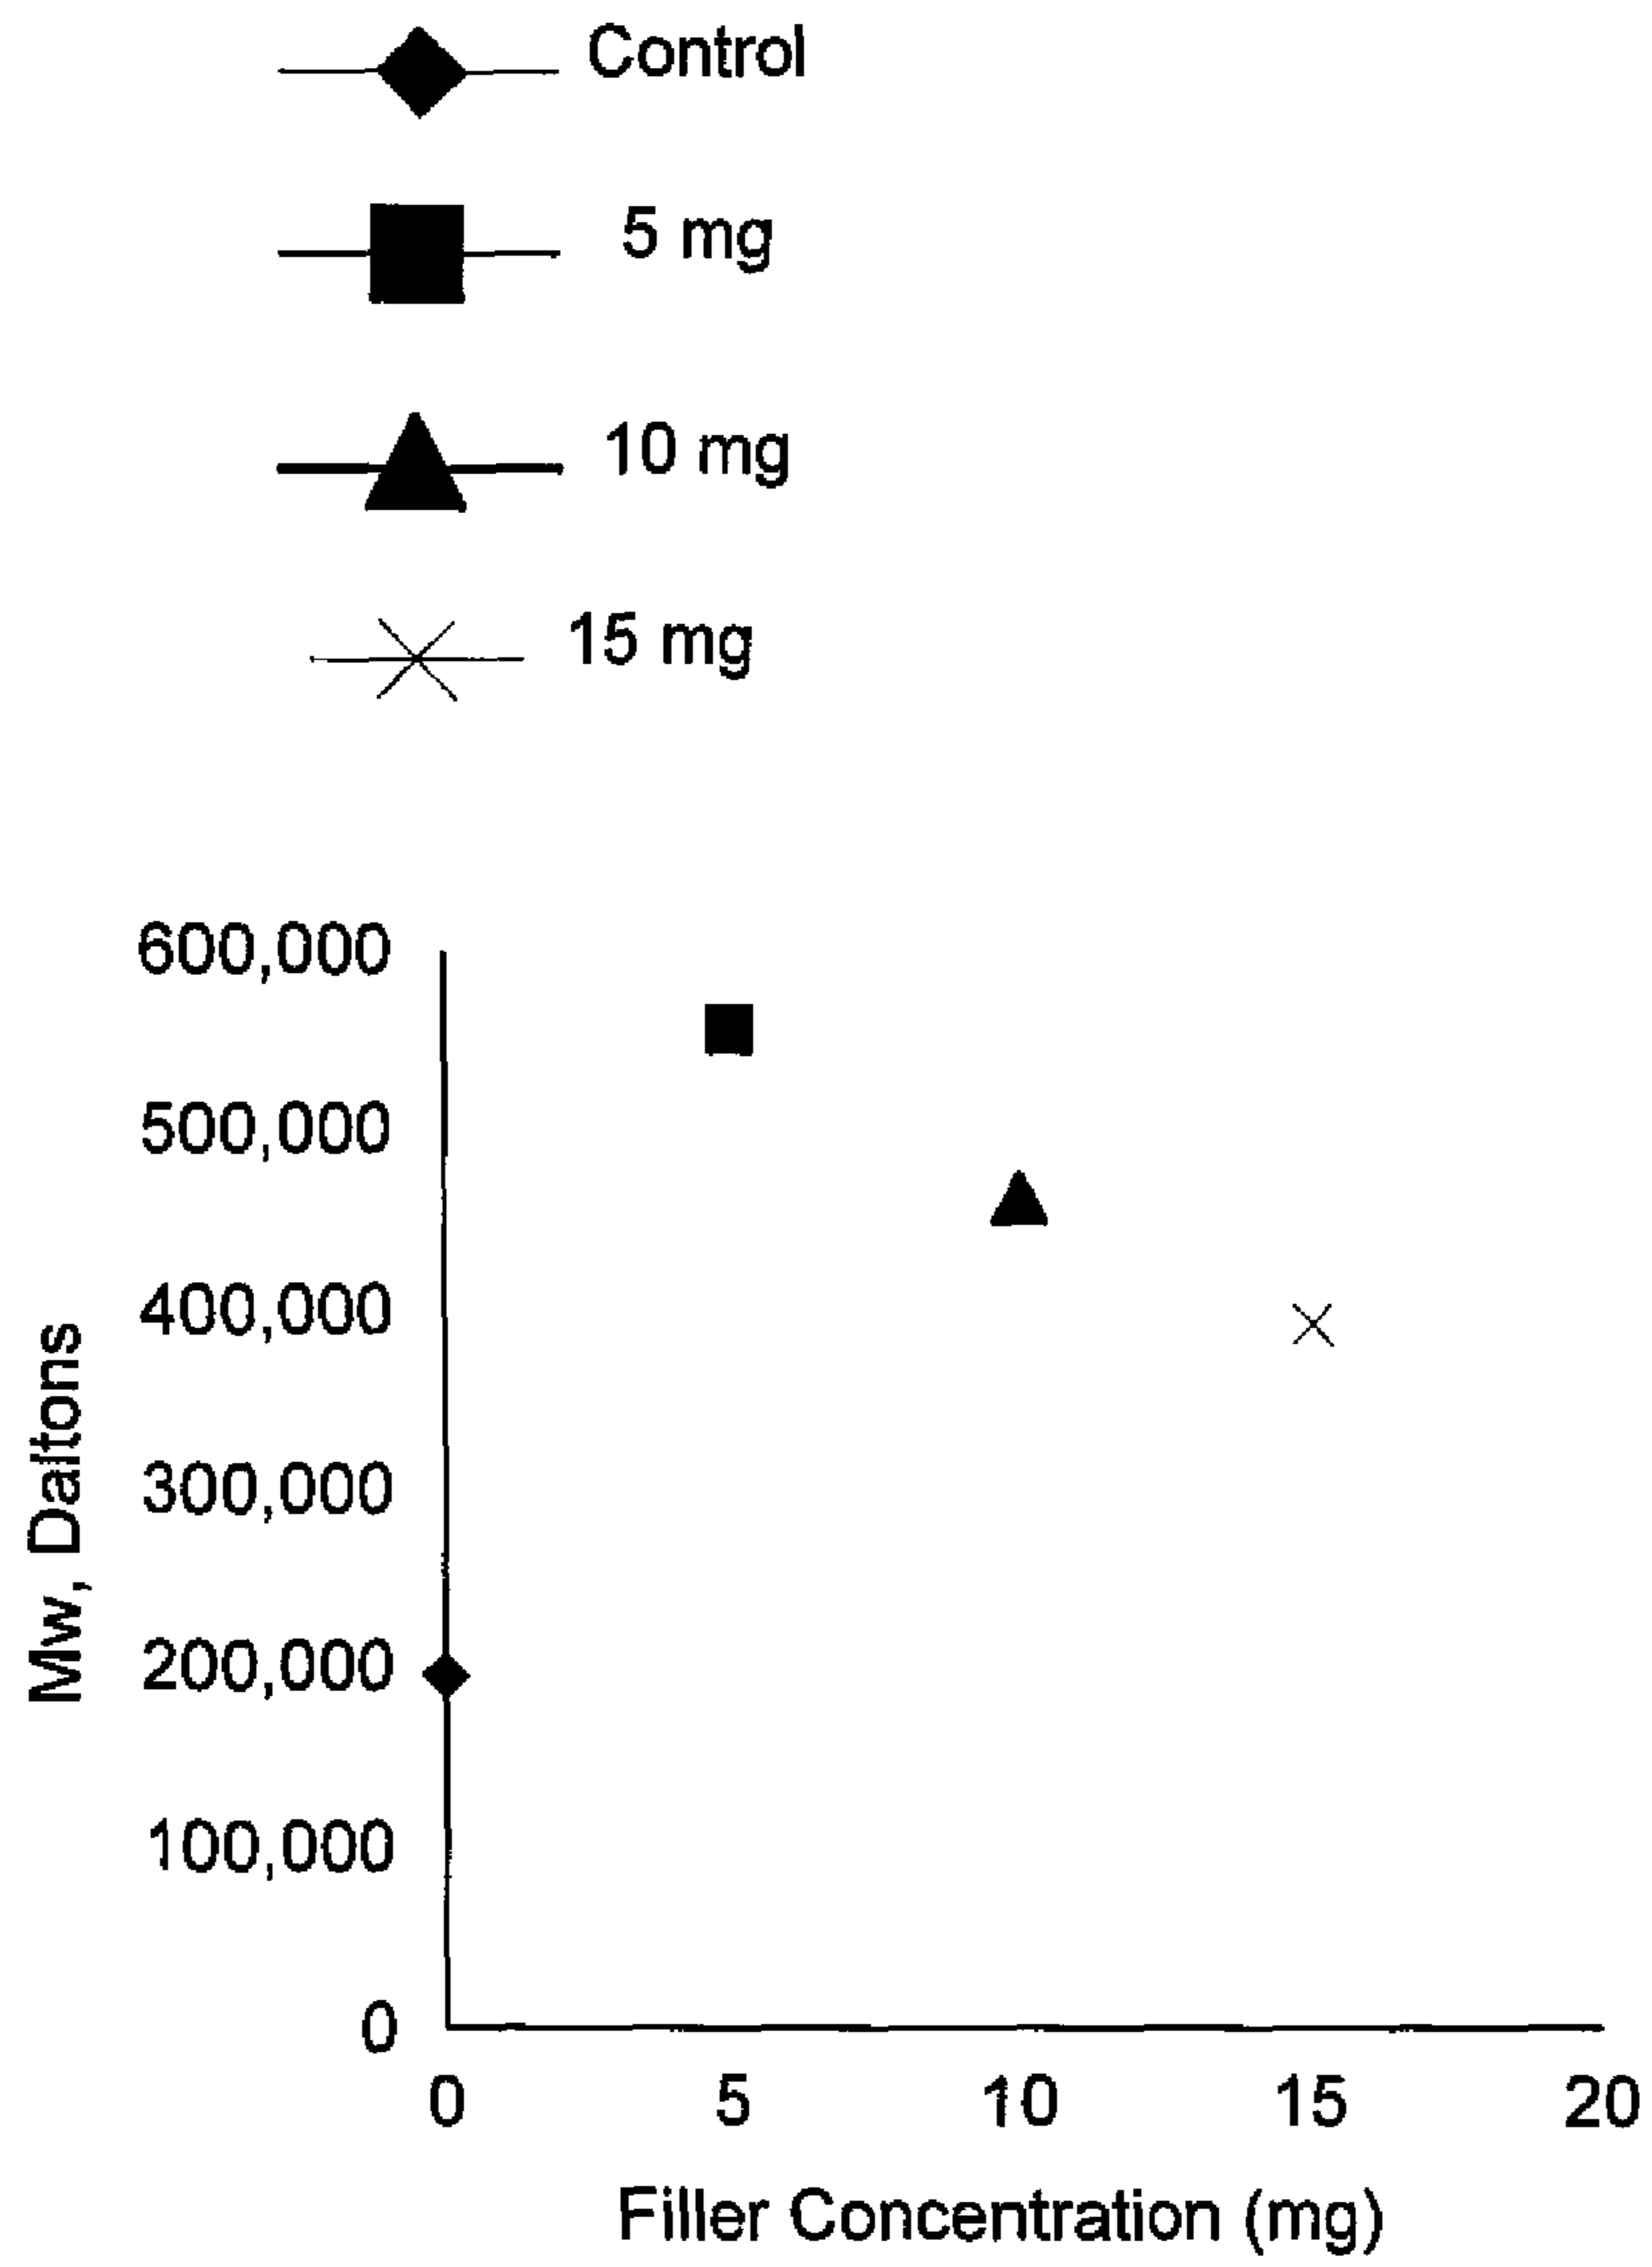 Control
5 mg
10 mg
15 mg
600,000
500,000
400,000
300,000
200,000
100,000
0
Mw, Daltons
0 5 10 15 20
Filler Concentration (mg)